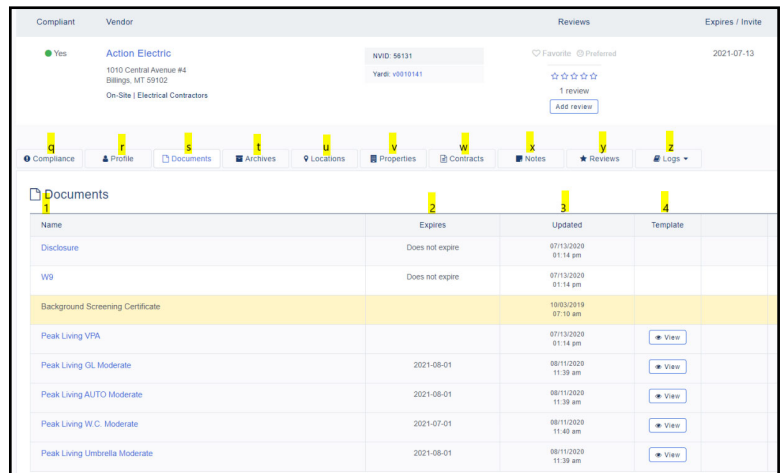 Compliant Vendor Reviews Expires / Invite
Yes Action Electric NVID: 56131 Favorite Preferred 2021-07-13
1010 Central Avenue #4 Yardi: v0010141
Billings, MT 59102
On-Site | Electrical Contractors 1 review
Add review
q r s t u v w x y z
Compliance Profile Documents Archives Locations Properties Contracts Notes Reviews Logs
Documents
1 2 3 4
Name Expires Updated Template
Disclosure Does not expire 07/13/2020
01:14 pm
W9 Does not expire 07/13/2020
01:14 pm
Background Screening Certificate 10/03/2019
07:10 am
Peak Living VPA 07/13/2020 View
01:14 pm
Peak Living GL Moderate 2021-08-01 08/11/2020 View
11:39 am
Peak Living AUTO Moderate 2021-08-01 08/11/2020 View
11:39 am
Peak Living W.C. Moderate 2021-07-01 08/11/2020 View
11:40 am
Peak Living Umbrella Moderate 2021-08-01 08/11/2020 View
11:39 am